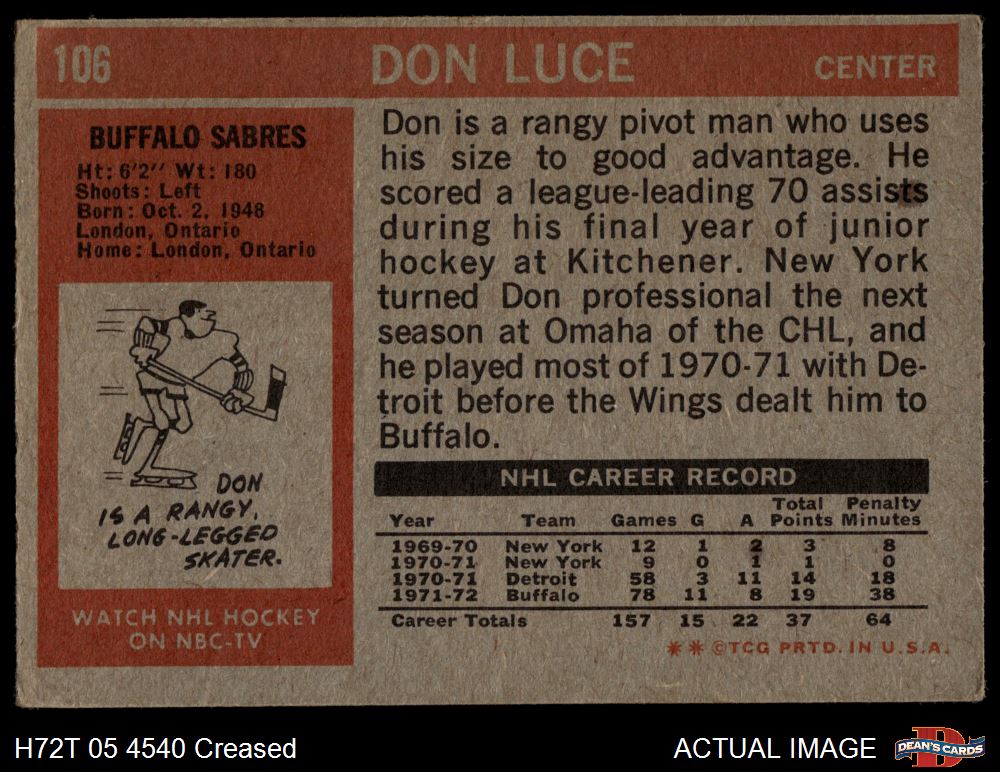 106 DON LUCE CENTER
BUFFALO SABRES
Ht: 6'2'' Wt: 180
Shoots: Left
Born: Oct. 2, 1948
London, Ontario
Home: London, Ontario
DON
IS A RANGY,
LONG-LEGGED
SKATER.
WATCH NHL HOCKEY
ON NBC-TV
Don is a rangy pivot man who uses
his size to good advantage. He
scored a league-leading 70 assists
during his final year of junior
hockey at Kitchener. New York
turned Don professional the next
season at Omaha of the CHL, and
he played most of 1970-71 with De-
troit before the Wings dealt him to
Buffalo.
NHL CAREER RECORD
Total Penalty
Year Team Games G A Points Minutes
1969-70 New York 12 1 2 3 8
1970-71 New York 9 0 1 1 0
1970-71 Detroit 58 3 11 14 18
1971-72 Buffalo 78 11 8 19 38
Career Totals 157 15 22 37 64
** ©TCG PRTD. IN U.S.A.
H72T 05 4540 Creased ACTUAL IMAGE DEAN'S CARDS